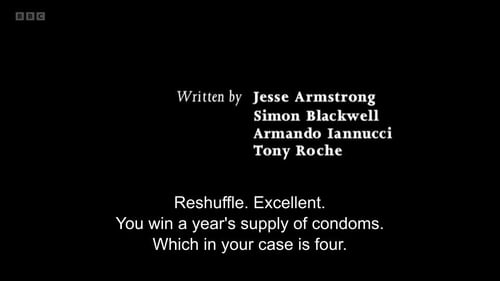 BBC
Written by Jesse Armstrong
Simon Blackwell
Armando Iannucci
Tony Roche
Reshuffle. Excellent.
You win a year's supply of condoms.
Which in your case is four.